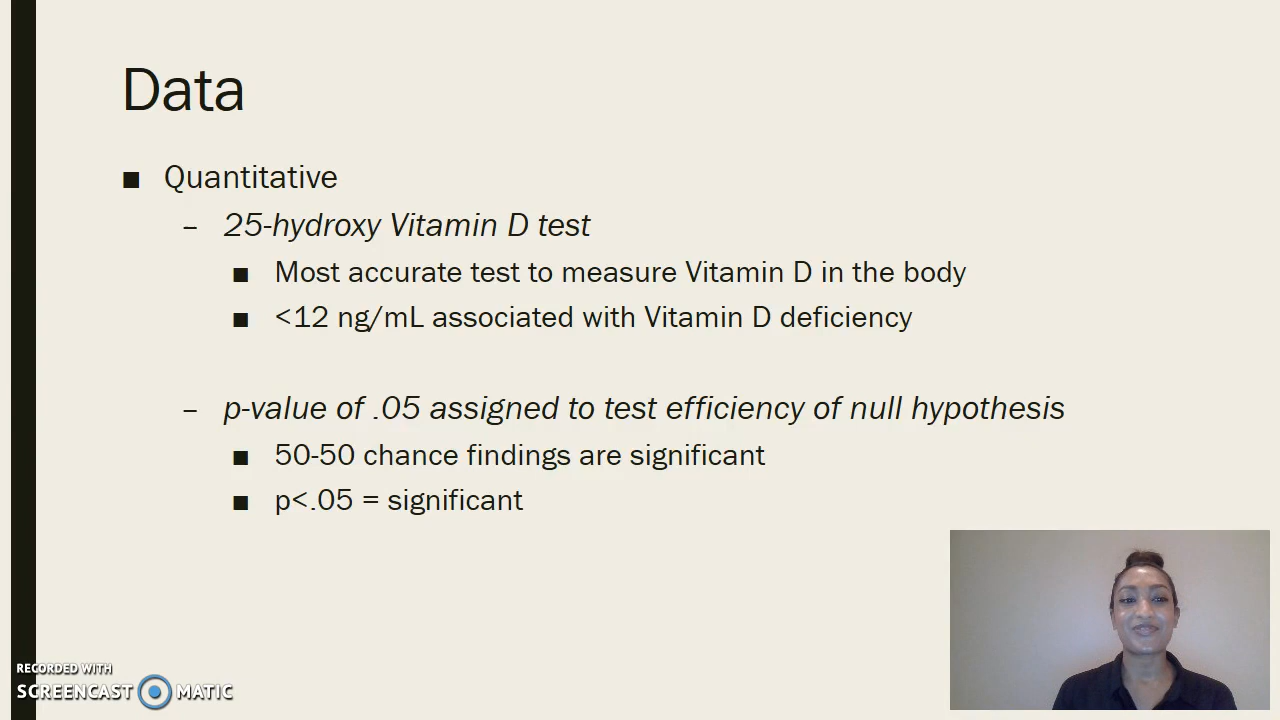 Data
Quantitative
25-hydroxy Vitamin D test
Most accurate test to measure Vitamin D in the body
<12 ng/mL associated with Vitamin D deficiency
p-value of .05 assigned to test efficiency of null hypothesis
50-50 chance findings are significant
p<.05 = significant
RECORDED WITH
SCREENCAST MATIC